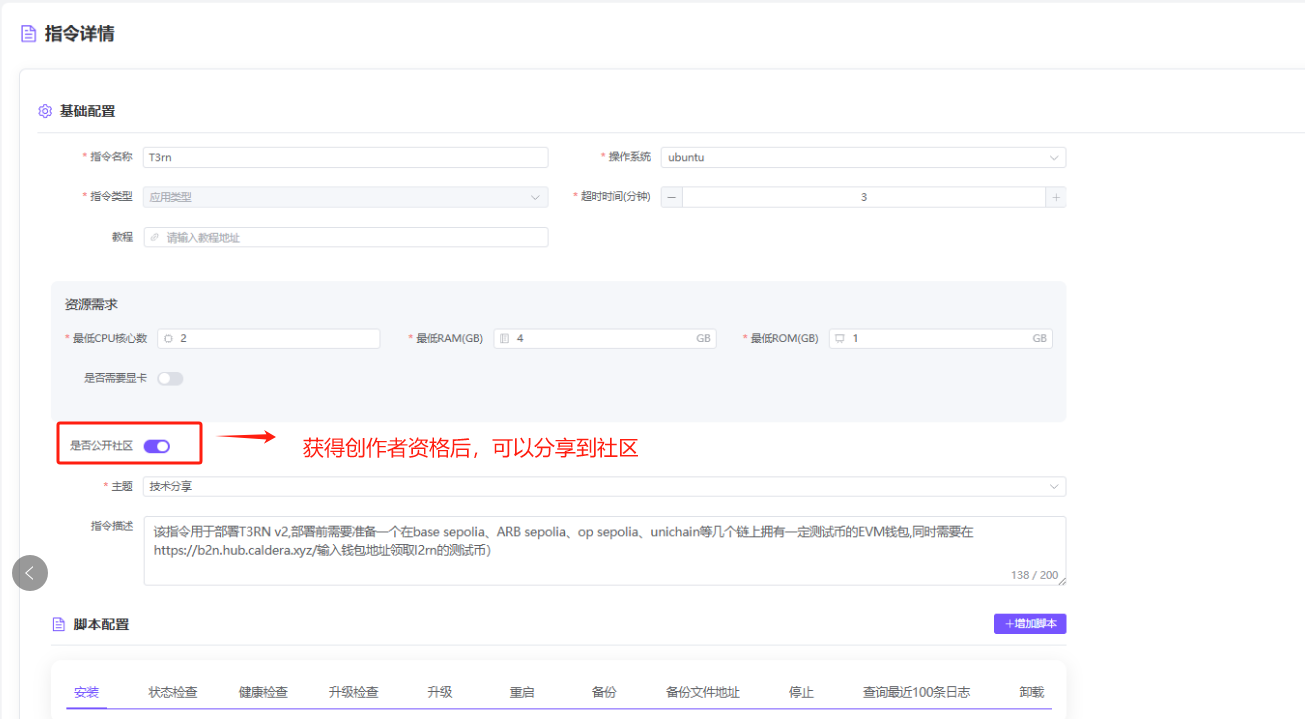 指令详情
基础配置
* 指令名称 T3rn * 操作系统 ubuntu
* 指令类型 应用类型 * 超时时间(分钟) － 3 +
教程 请输入教程地址
资源需求
* 最低CPU核心数 2 * 最低RAM(GB) 4 GB * 最低ROM(GB) 1 GB
是否需要显卡
是否公开社区 获得创作者资格后，可以分享到社区
* 主题 技术分享
指令描述 该指令用于部署T3RN v2,部署前需要准备一个在base sepolia、ARB sepolia、op sepolia、unichain等几个链上拥有一定测试币的EVM钱包,同时需要在
https://b2n.hub.caldera.xyz/输入钱包地址领取l2rn的测试币）
138 / 200
脚本配置 +增加脚本
安装 状态检查 健康检查 升级检查 升级 重启 备份 备份文件地址 停止 查询最近100条日志 卸载